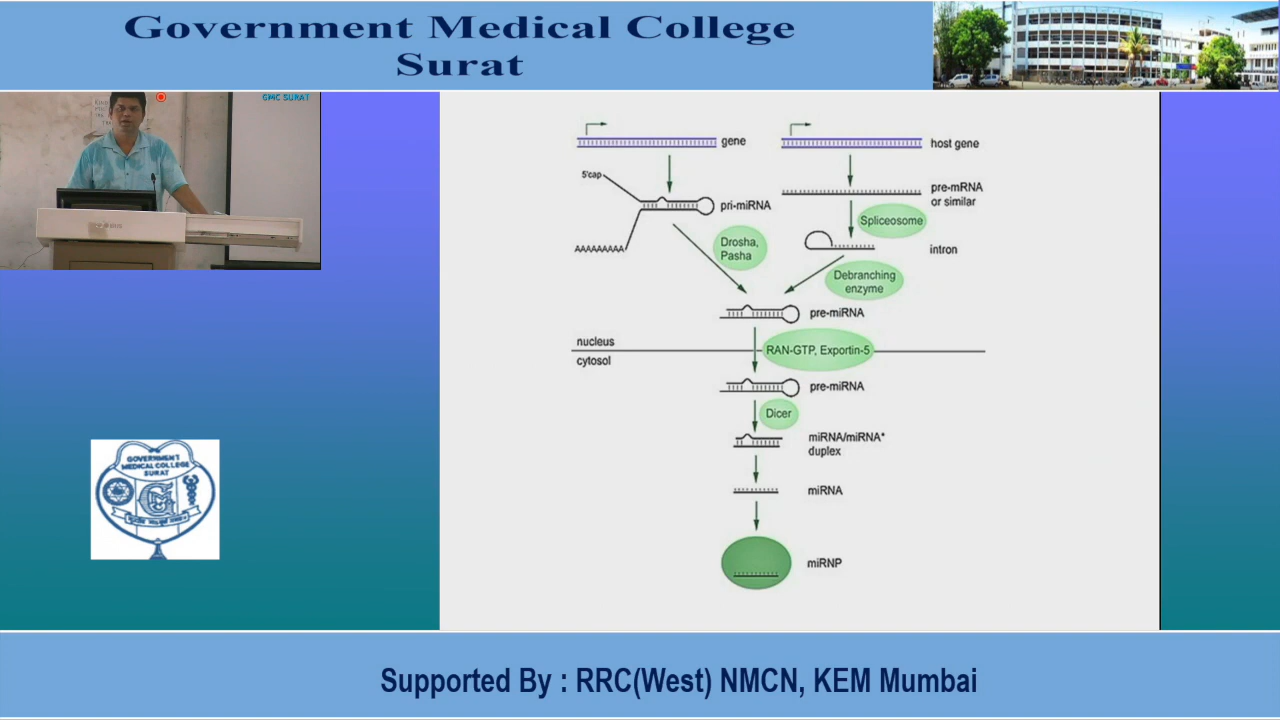 Government Medical College
Surat
GMC SURAT
gene
host gene
5'cap
pri-miRNA
pre-mRNA
or similar
Spliceosome
AAAAAAAAA
Drosha,
Pasha
intron
Debranching
enzyme
pre-miRNA
nucleus
RAN-GTP, Exportin-5
cytosol
pre-miRNA
Dicer
miRNA/miRNA*
duplex
miRNA
miRNP
GOVERNMENT
MEDICAL COLLEGE
SURAT
Supported By : RRC(West) NMCN, KEM Mumbai